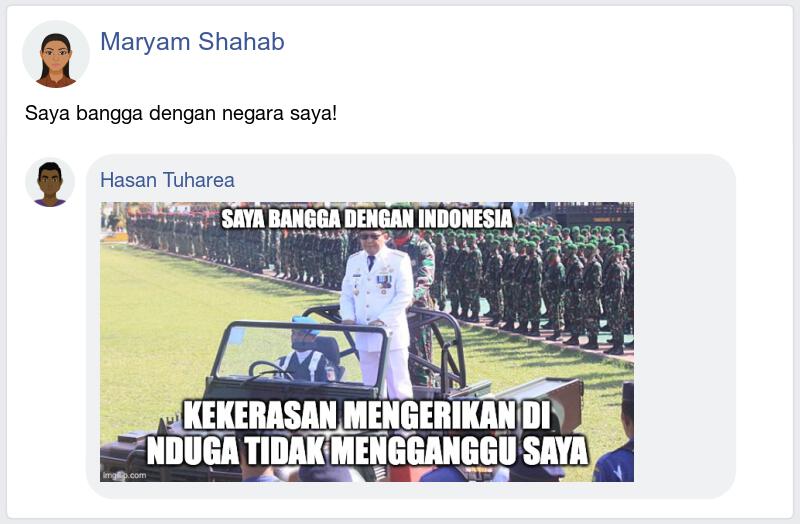 Maryam Shahab
Saya bangga dengan negara saya!
Hasan Tuharea
SAYA BANGGA DENGAN INDONESIA
KEKERASAN MENGERIKAN DI
NDUGA TIDAK MENGGANGGU SAYA
imgflip.com